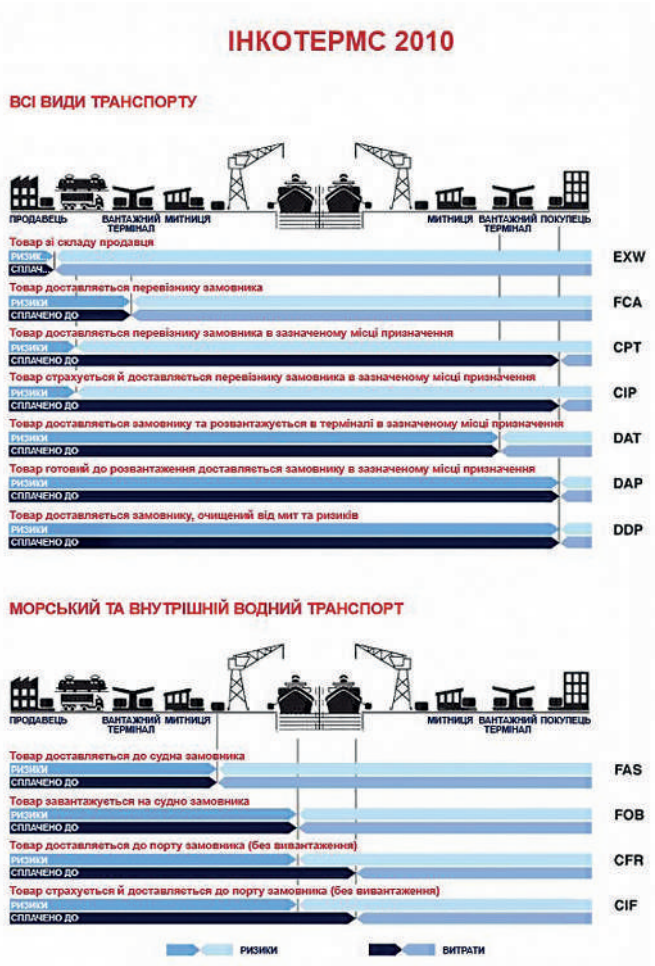 ІНКОТЕРМС 2010
ВСІ ВИДИ ТРАНСПОРТУ
ПРОДАВЕЦЬ ВАНТАЖНИЙ ТЕРМІНАЛ МИТНИЦЯ МИТНИЦЯ ВАНТАЖНИЙ ТЕРМІНАЛ ПОКУПЕЦЬ
Товар зі складу продавця
РИЗИК...
СПЛАЧ...
EXW
Товар доставляється перевізнику замовника
РИЗИКИ
СПЛАЧЕНО ДО
FCA
Товар доставляється перевізнику замовника в зазначеному місці призначення
РИЗИКИ
СПЛАЧЕНО ДО
CPT
Товар страхується й доставляється перевізнику замовника в зазначеному місці призначення
РИЗИКИ
СПЛАЧЕНО ДО
CIP
Товар доставляється замовнику та розвантажується в терміналі в зазначеному місці призначення
РИЗИКИ
СПЛАЧЕНО ДО
DAT
Товар готовий до розвантаження доставляється замовнику в зазначеному місці призначення
РИЗИКИ
СПЛАЧЕНО ДО
DAP
Товар доставляється замовнику, очищений від мит та ризиків
РИЗИКИ
СПЛАЧЕНО ДО
DDP
МОРСЬКИЙ ТА ВНУТРІШНІЙ ВОДНИЙ ТРАНСПОРТ
ПРОДАВЕЦЬ ВАНТАЖНИЙ ТЕРМІНАЛ МИТНИЦЯ МИТНИЦЯ ВАНТАЖНИЙ ТЕРМІНАЛ ПОКУПЕЦЬ
Товар доставляється до судна замовника
РИЗИКИ
СПЛАЧЕНО ДО
FAS
Товар завантажується на судно замовника
РИЗИКИ
СПЛАЧЕНО ДО
FOB
Товар доставляється до порту замовника (без вивантаження)
РИЗИКИ
СПЛАЧЕНО ДО
CFR
Товар страхується й доставляється до порту замовника (без вивантаження)
РИЗИКИ
СПЛАЧЕНО ДО
CIF
РИЗИКИ ВИТРАТИ